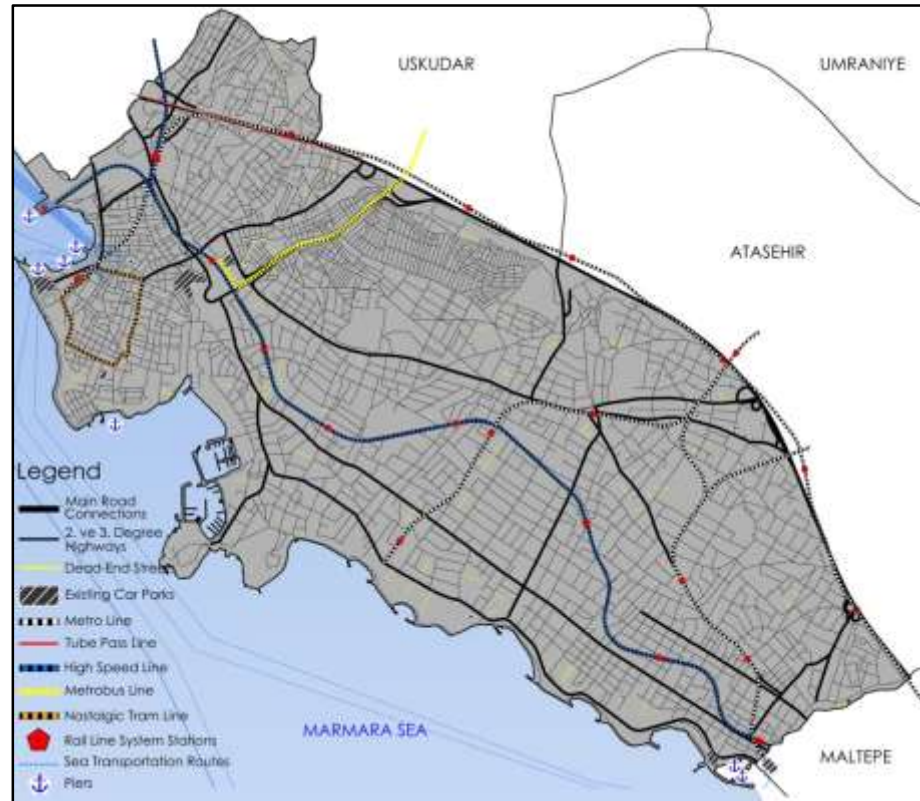 USKUDAR
UMRANIYE
ATASEHIR
Legend
Main Road
Connections
2. ve 3. Degree
Highways
Dead-End Street
Existing Car Parks
Metro Line
Tube Pass Line
High Speed Line
Metrobus Line
Nostalgic Tram Line
Rail Line System Stations
Sea Transportation Routes
Piers
MARMARA SEA
MALTEPE